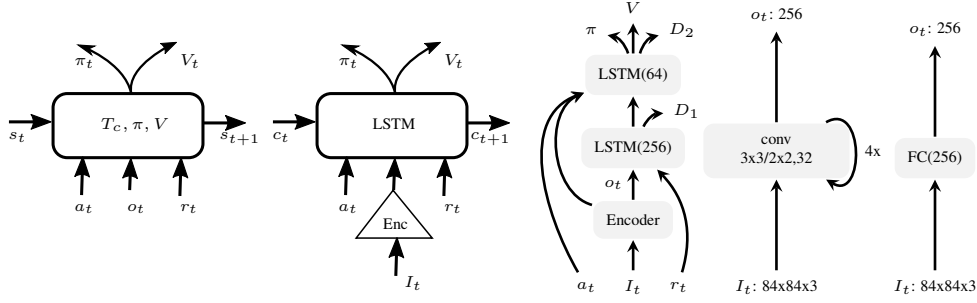 π_t
V_t
T_c, π, V
s_t
s_{t+1}
a_t
o_t
r_t
π_t
V_t
LSTM
c_t
c_{t+1}
a_t
r_t
Enc
I_t
V
π
D_2
LSTM(64)
D_1
LSTM(256)
o_t
Encoder
a_t
I_t
r_t
o_t: 256
conv
3x3/2x2,32
4x
I_t: 84x84x3
o_t: 256
FC(256)
I_t: 84x84x3